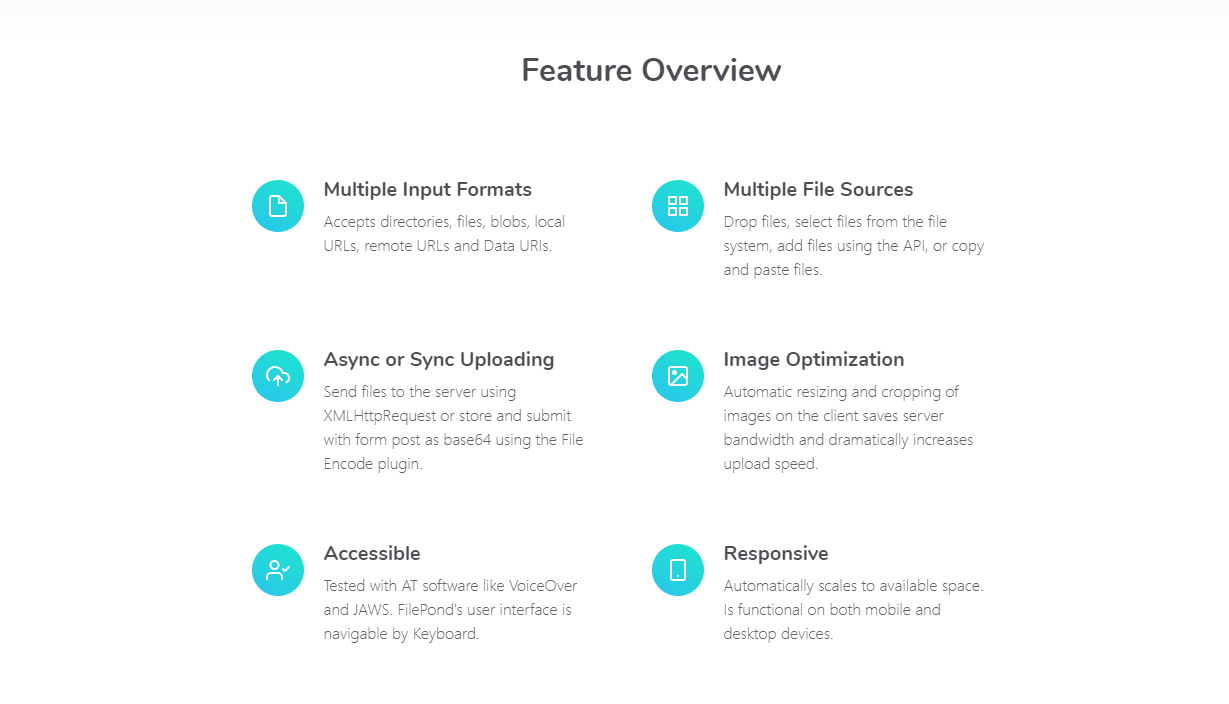 Feature Overview
Multiple Input Formats
Accepts directories, files, blobs, local
URLs, remote URLs and Data URIs.
Multiple File Sources
Drop files, select files from the file
system, add files using the API, or copy
and paste files.
Async or Sync Uploading
Send files to the server using
XMLHttpRequest or store and submit
with form post as base64 using the File
Encode plugin.
Image Optimization
Automatic resizing and cropping of
images on the client saves server
bandwidth and dramatically increases
upload speed.
Accessible
Tested with AT software like VoiceOver
and JAWS. FilePond's user interface is
navigable by Keyboard.
Responsive
Automatically scales to available space.
Is functional on both mobile and
desktop devices.